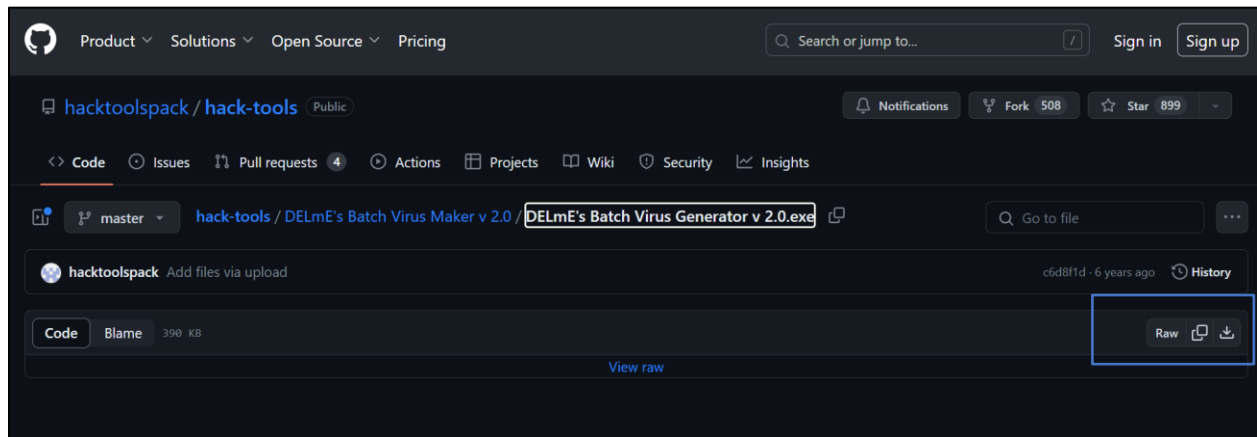 Product Solutions Open Source Pricing Search or jump to... / Sign in Sign up
hacktoolspack / hack-tools Public Notifications Fork 508 Star 899
<> Code Issues Pull requests 4 Actions Projects Wiki Security Insights
master hack-tools / DELmE's Batch Virus Maker v 2.0 / DELmE's Batch Virus Generator v 2.0.exe Go to file ...
hacktoolspack Add files via upload c6d8f1d · 6 years ago History
Code Blame 390 KB Raw
View raw